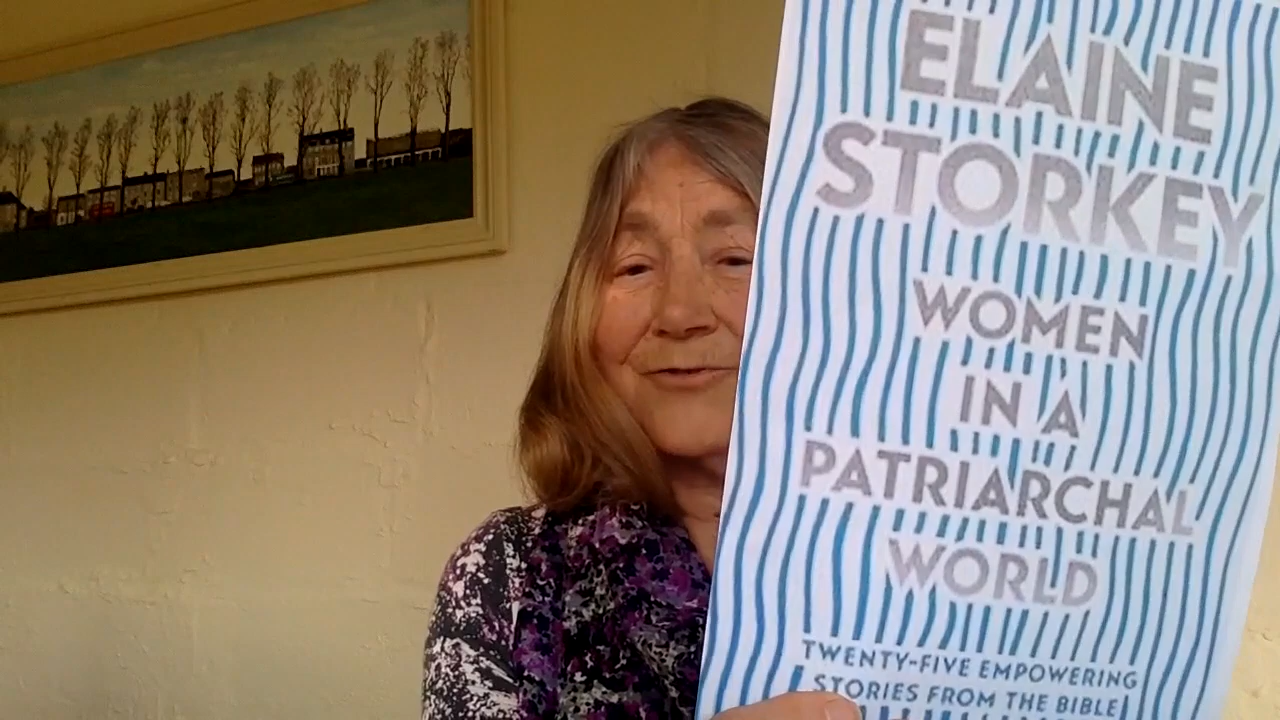 ELAINE
STORKEY
WOMEN
IN A
PATRIARCHAL
WORLD
TWENTY-FIVE EMPOWERING
STORIES FROM THE BIBLE